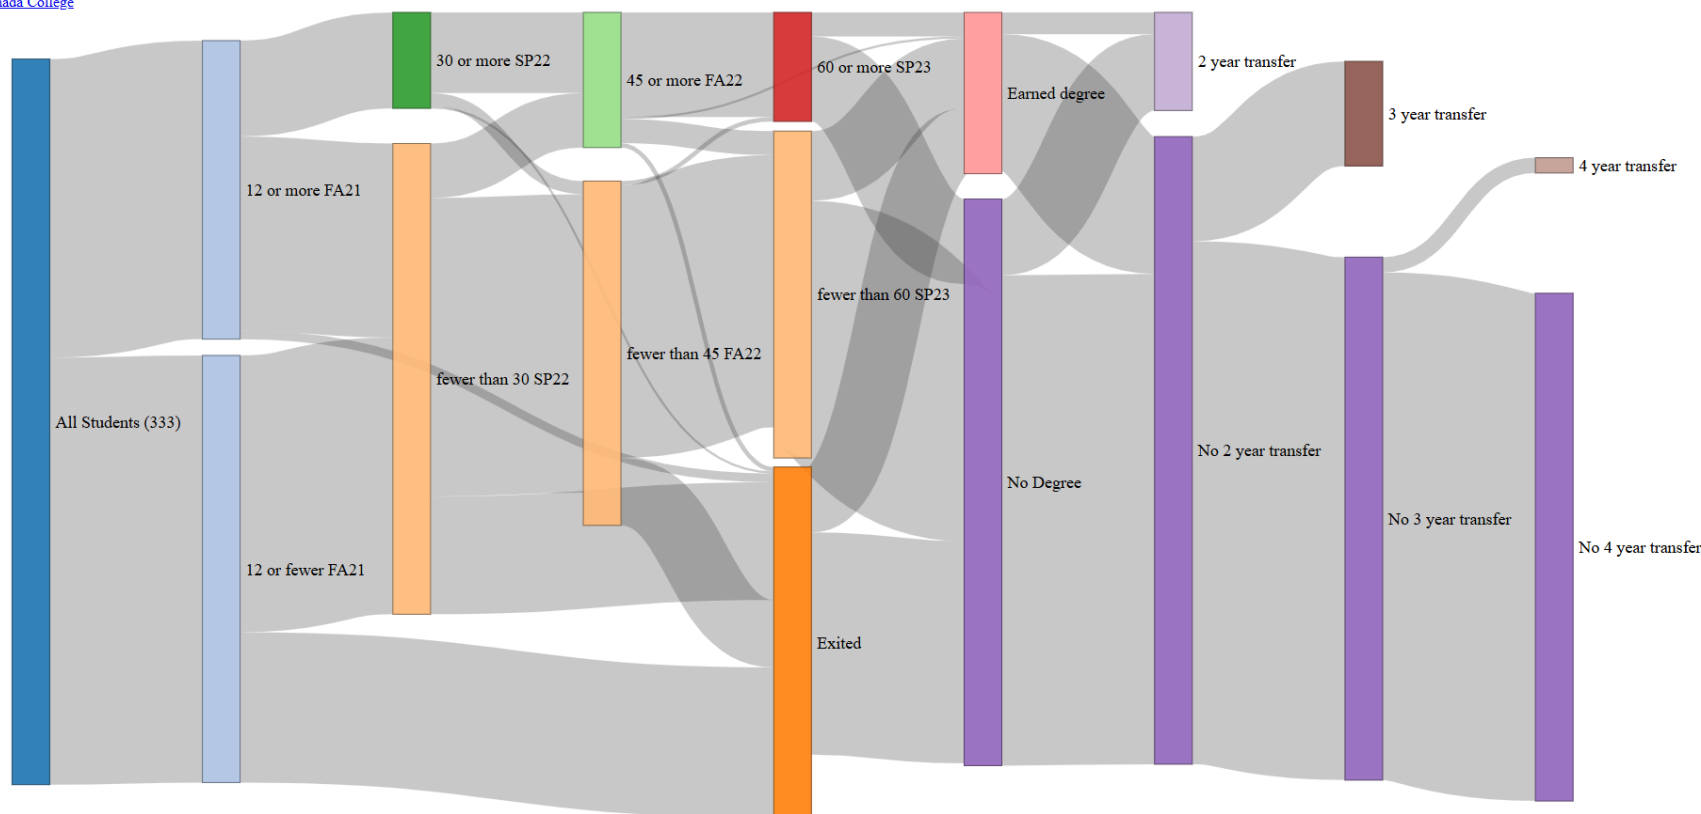 College
All Students (333)
12 or more FA21
12 or fewer FA21
30 or more SP22
fewer than 30 SP22
45 or more FA22
fewer than 45 FA22
60 or more SP23
fewer than 60 SP23
Exited
Earned degree
No Degree
2 year transfer
No 2 year transfer
3 year transfer
No 3 year transfer
4 year transfer
No 4 year transfer